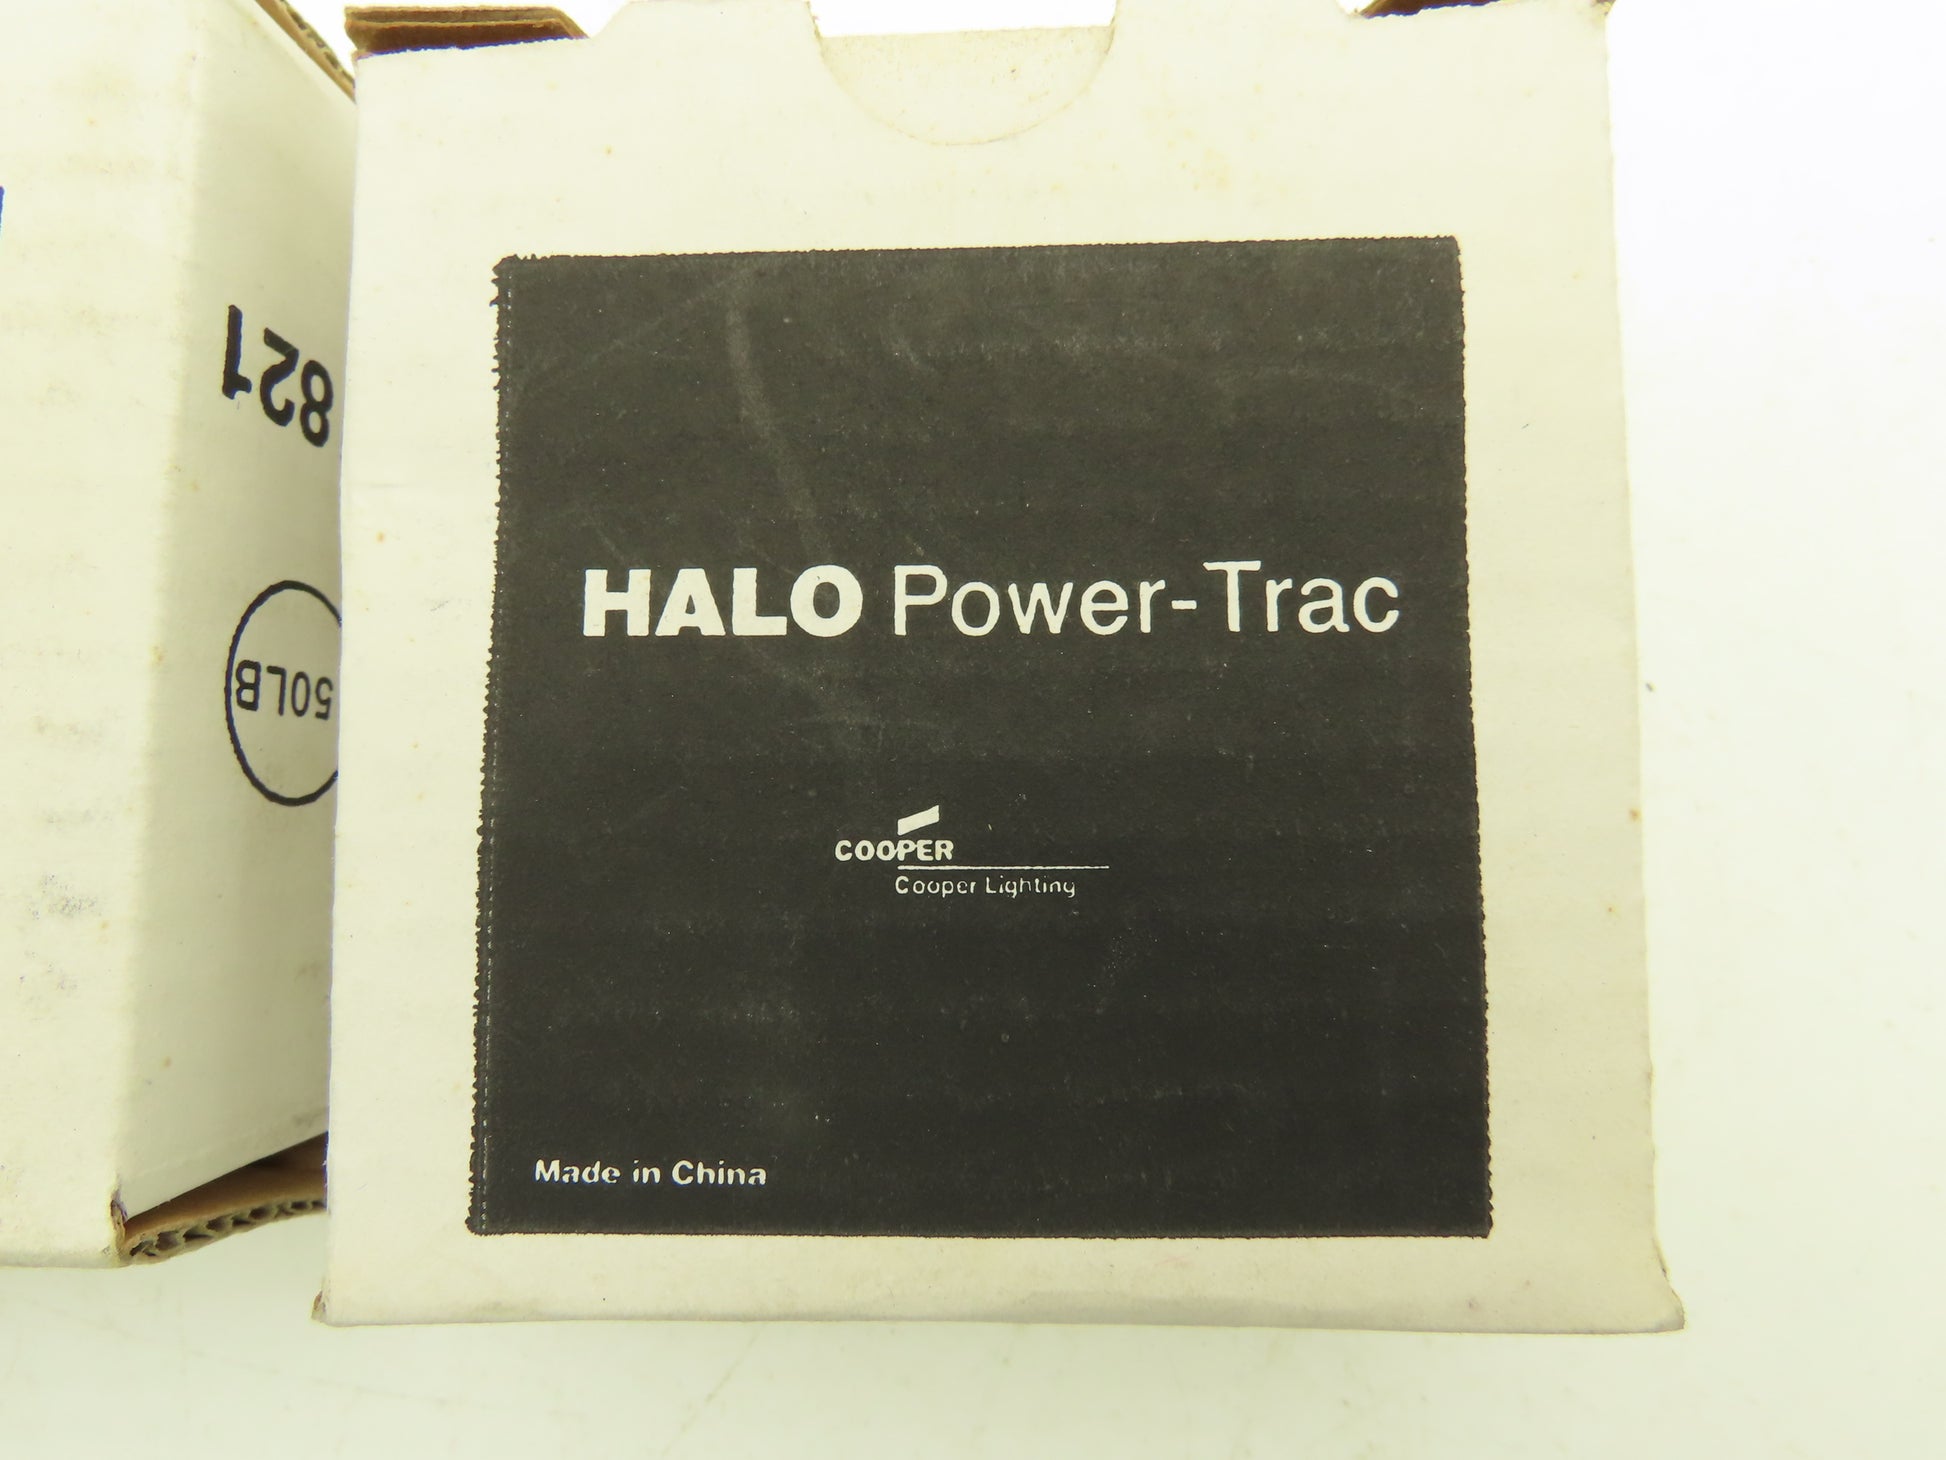 821
50LB
HALO Power-Trac
COOPER
Cooper Lighting
Made in China